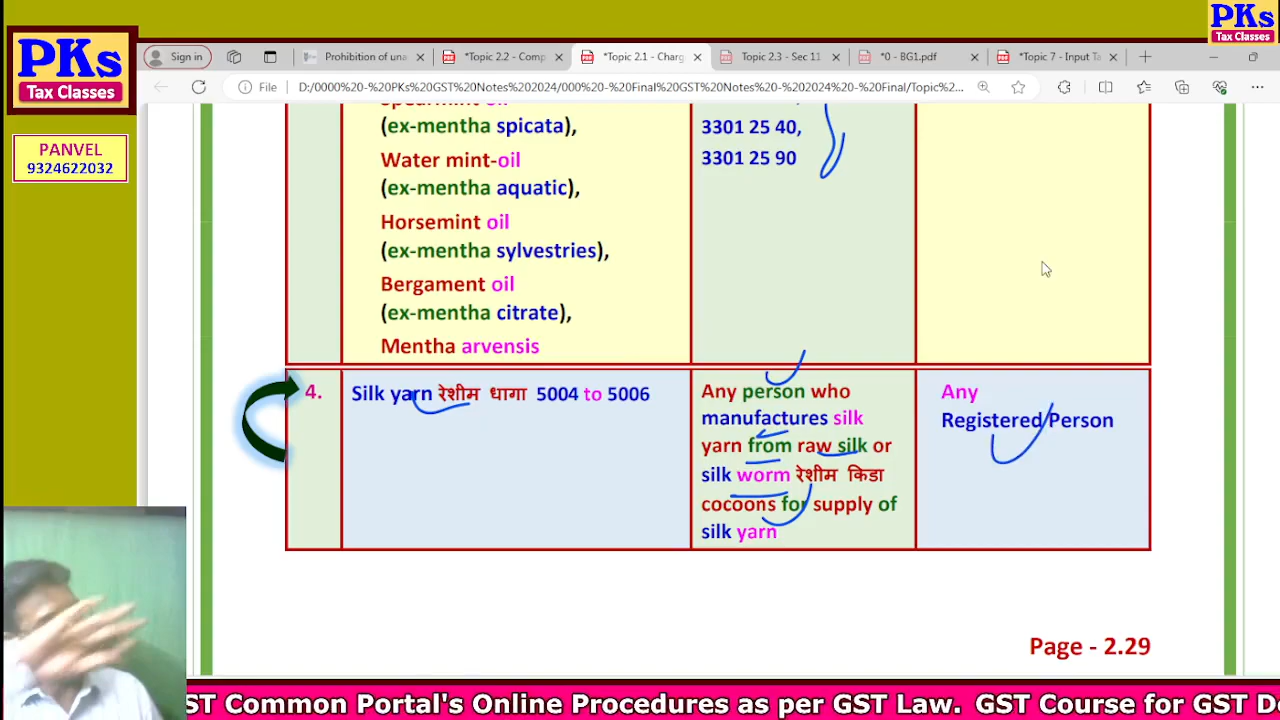 PKs
Tax Classes
PANVEL
9324622032
PKs
Tax Classes
Sign in
Prohibition of una
*Topic 2.2 - Comp
*Topic 2.1 - Charg
Topic 2.3 - Sec 11
*0 - BG1.pdf
*Topic 7 - Input Ta
File
D:/0000%20-%20PKs%20GST%20Notes%202024/000%20-%20Final%20GST%20Notes%20-%202024%20-%20Final/Topic%2...
Spearmint oil
(ex-mentha spicata),
Water mint-oil
(ex-mentha aquatic),
Horsemint oil
(ex-mentha sylvestries),
Bergament oil
(ex-mentha citrate),
Mentha arvensis
3301 25 40,
3301 25 90
4.
Silk yarn रेशीम धागा 5004 to 5006
Any person who
manufactures silk
yarn from raw silk or
silk worm रेशीम किडा
cocoons for supply of
silk yarn
Any
Registered Person
Page - 2.29
ST Common Portal's Online Procedures as per GST Law. GST Course for GST D